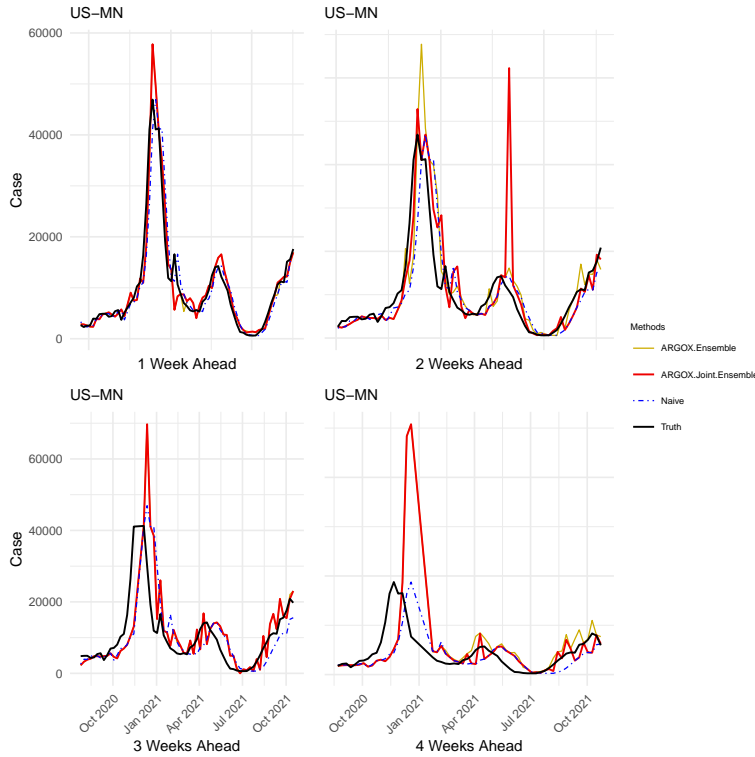 US−MN
US−MN
60000
40000
20000
0
Case
1 Week Ahead
2 Weeks Ahead
Methods
ARGOX.Ensemble
ARGOX.Joint.Ensemble
Naive
Truth
US−MN
US−MN
60000
40000
20000
0
Case
Oct 2020
Jan 2021
Apr 2021
Jul 2021
Oct 2021
Oct 2020
Jan 2021
Apr 2021
Jul 2021
Oct 2021
3 Weeks Ahead
4 Weeks Ahead